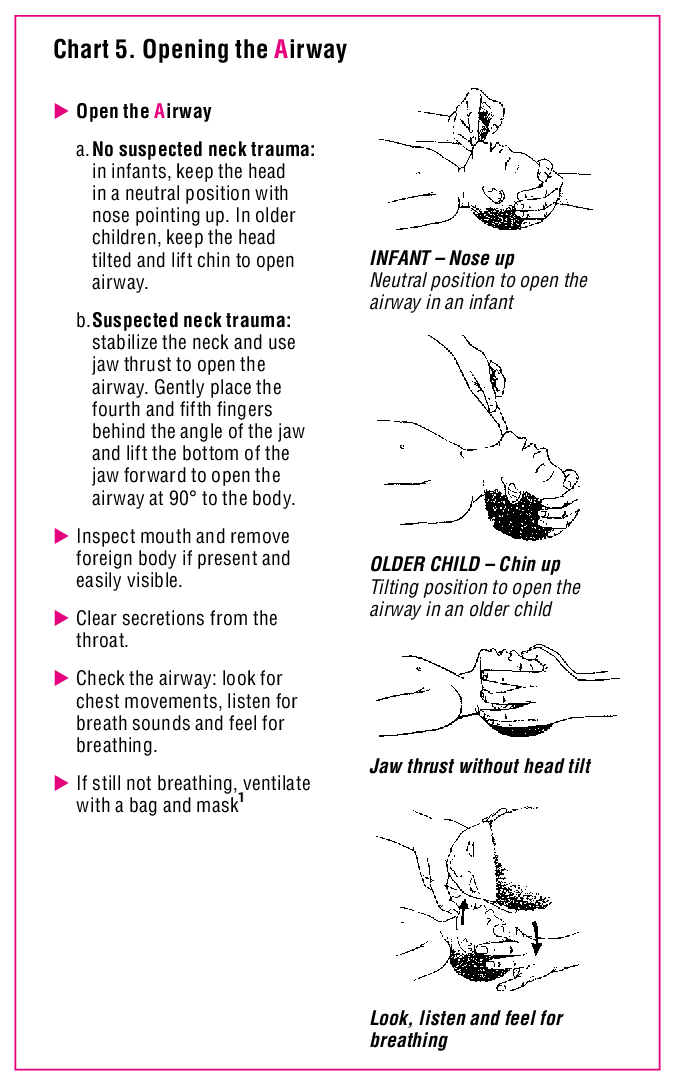 Chart 5. Opening the Airway
▶ Open the Airway
a. No suspected neck trauma:
in infants, keep the head
in a neutral position with
nose pointing up. In older
children, keep the head
tilted and lift chin to open
airway.
b. Suspected neck trauma:
stabilize the neck and use
jaw thrust to open the
airway. Gently place the
fourth and fifth fingers
behind the angle of the jaw
and lift the bottom of the
jaw forward to open the
airway at 90° to the body.
▶ Inspect mouth and remove
foreign body if present and
easily visible.
▶ Clear secretions from the
throat.
▶ Check the airway: look for
chest movements, listen for
breath sounds and feel for
breathing.
▶ If still not breathing, ventilate
with a bag and mask¹
INFANT – Nose up
Neutral position to open the
airway in an infant
OLDER CHILD – Chin up
Tilting position to open the
airway in an older child
Jaw thrust without head tilt
Look, listen and feel for
breathing